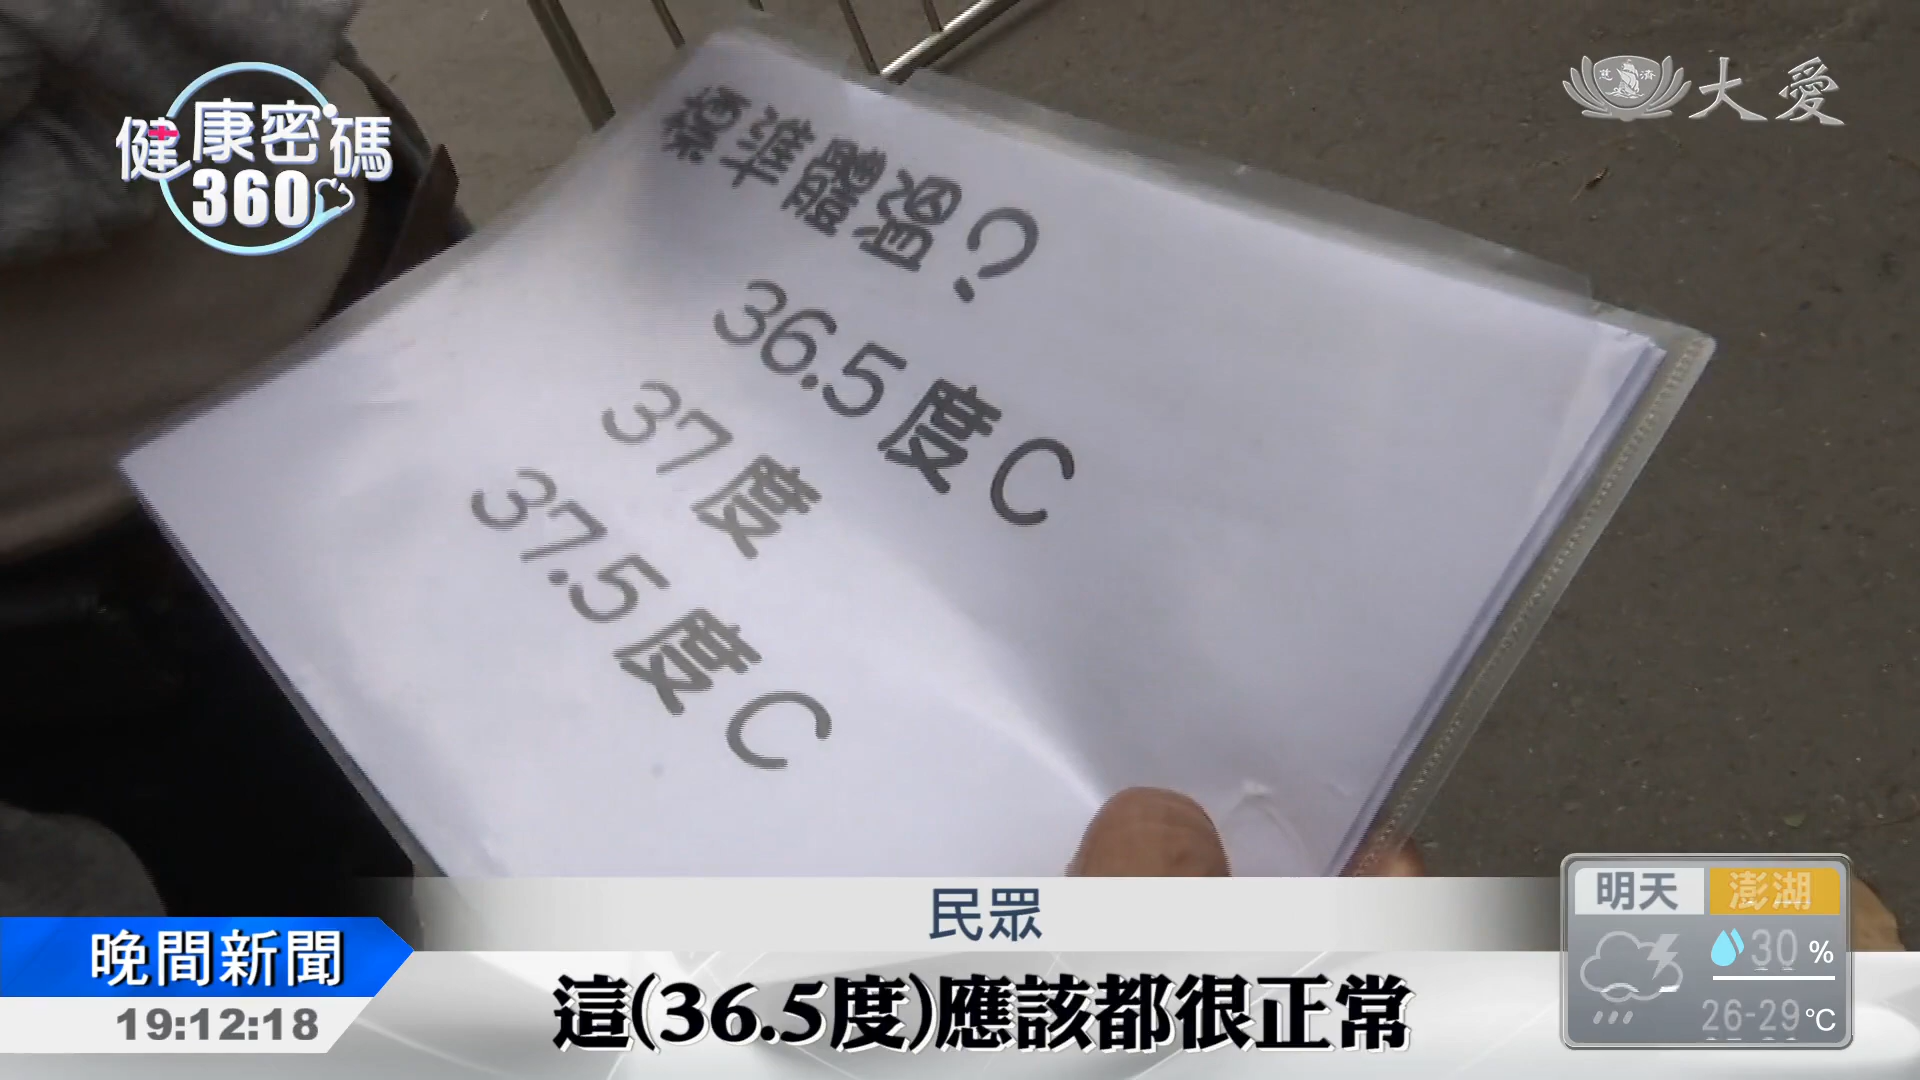 健康密碼
360
大愛
慈濟
標準體溫?
36.5度C
37度
37.5度C
民眾
晚間新聞
19:12:18
這(36.5度)應該都很正常
明天
澎湖
30 %
26-29°C